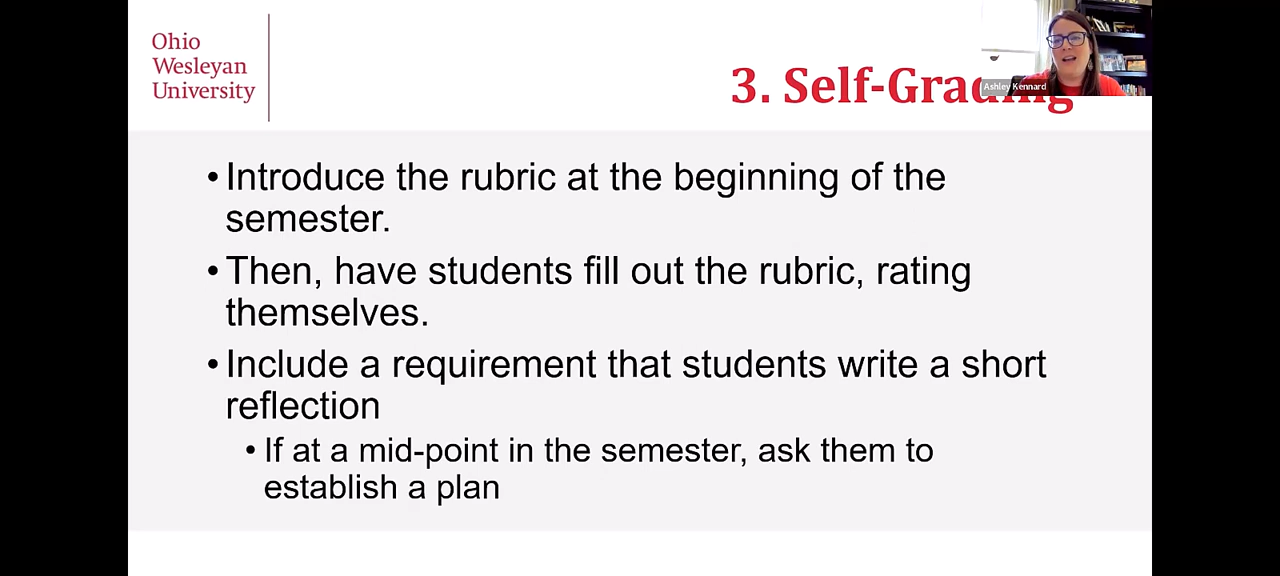 Ohio
Wesleyan
University
3. Self-Grading
Ashley Kennard
•Introduce the rubric at the beginning of the
semester.
•Then, have students fill out the rubric, rating
themselves.
•Include a requirement that students write a short
reflection
•If at a mid-point in the semester, ask them to
establish a plan